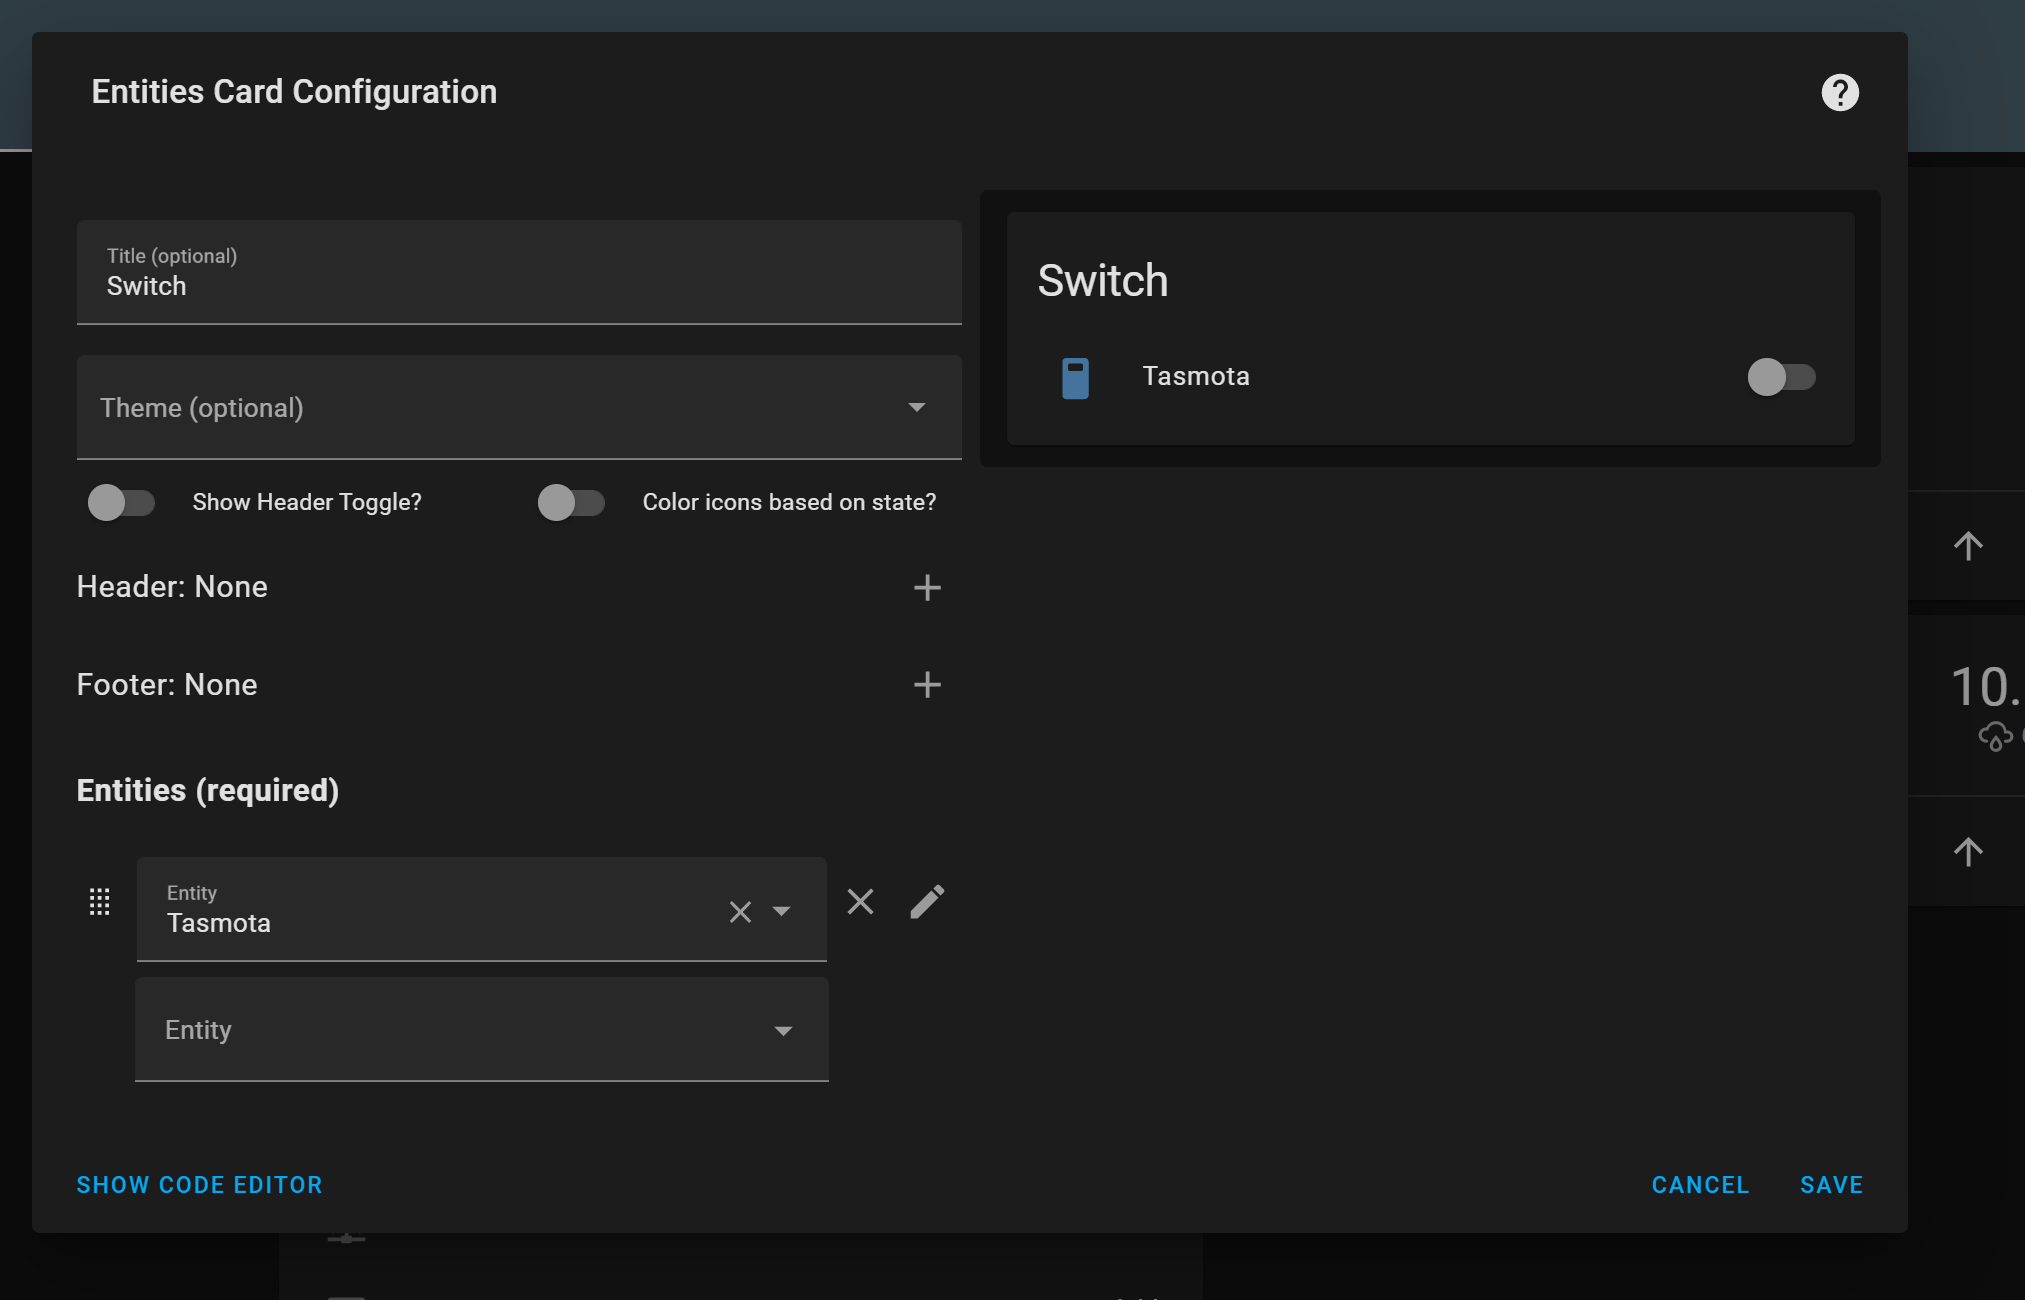 Entities Card Configuration
Title (optional)
Switch
Theme (optional)
Show Header Toggle?
Color icons based on state?
Header: None
Footer: None
Entities (required)
Entity
Tasmota
Entity
Switch
Tasmota
10.
SHOW CODE EDITOR
CANCEL
SAVE